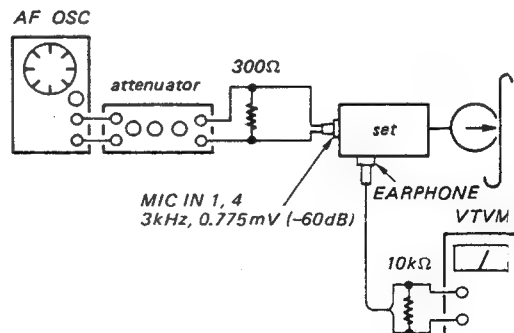 AF OSC
attenuator
300Ω
set
MIC IN 1, 4
3kHz, 0.775mV (-60dB)
EARPHONE
VTVM
10kΩ